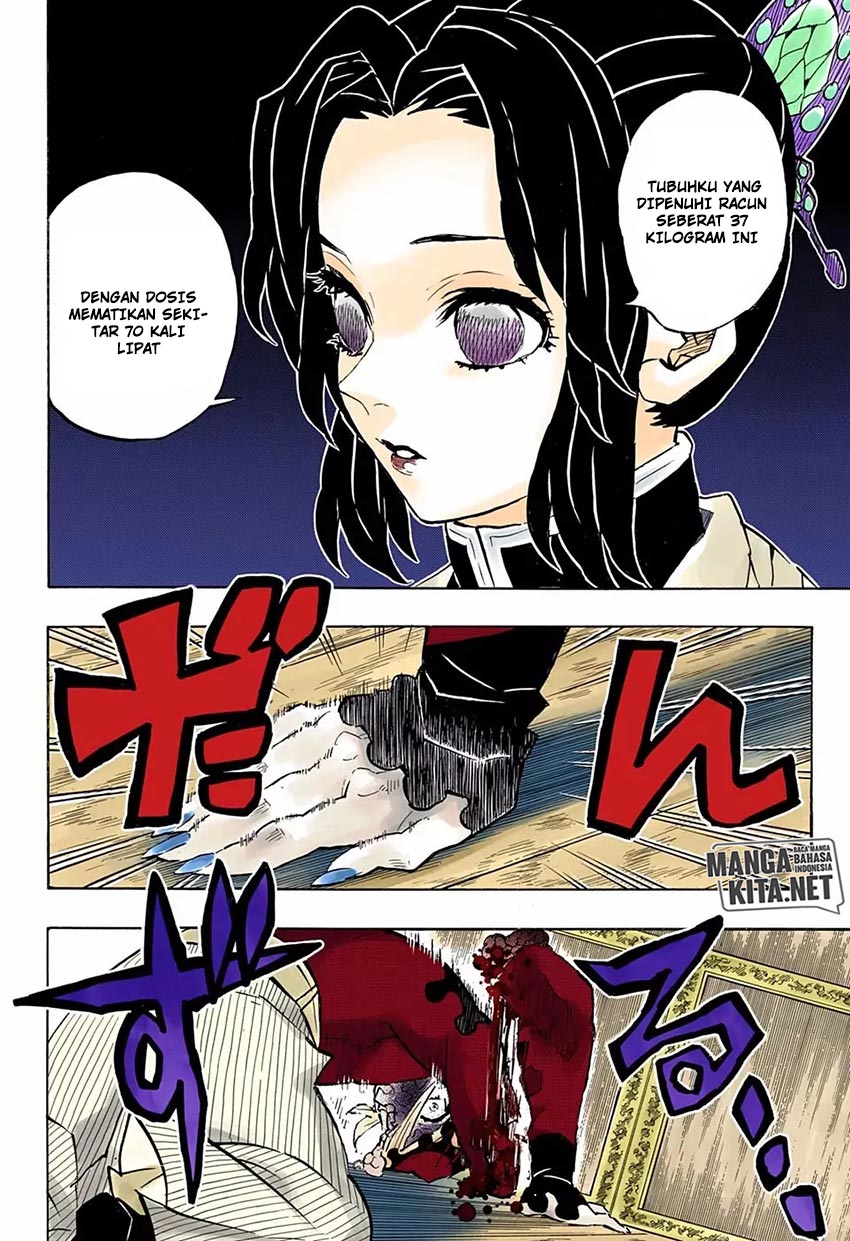 TUBUHKU YANG
DIPENUHI RACUN
SEBERAT 37
KILOGRAM INI
DENGAN DOSIS
MEMATIKAN SEKI-
TAR 70 KALI
LIPAT
ダん
MANGA BACA MANGA
BAHASA
INDONESIA
KITA.NET
ずる…